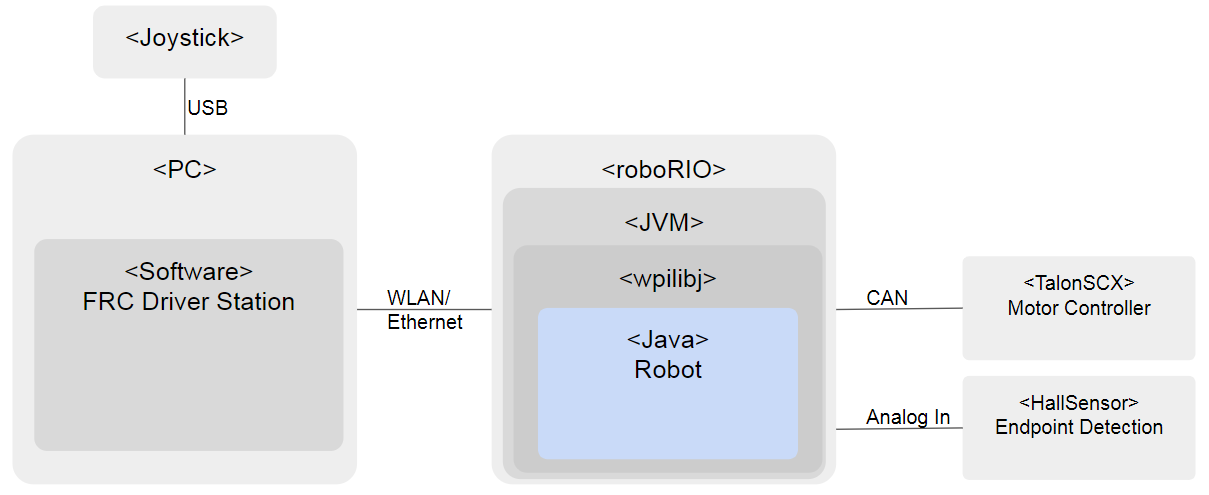 <Joystick>
USB
<PC>
<Software>
FRC Driver Station
WLAN/
Ethernet
<roboRIO>
<JVM>
<wpilibj>
<Java>
Robot
CAN
<TalonSCX>
Motor Controller
Analog In
<HallSensor>
Endpoint Detection